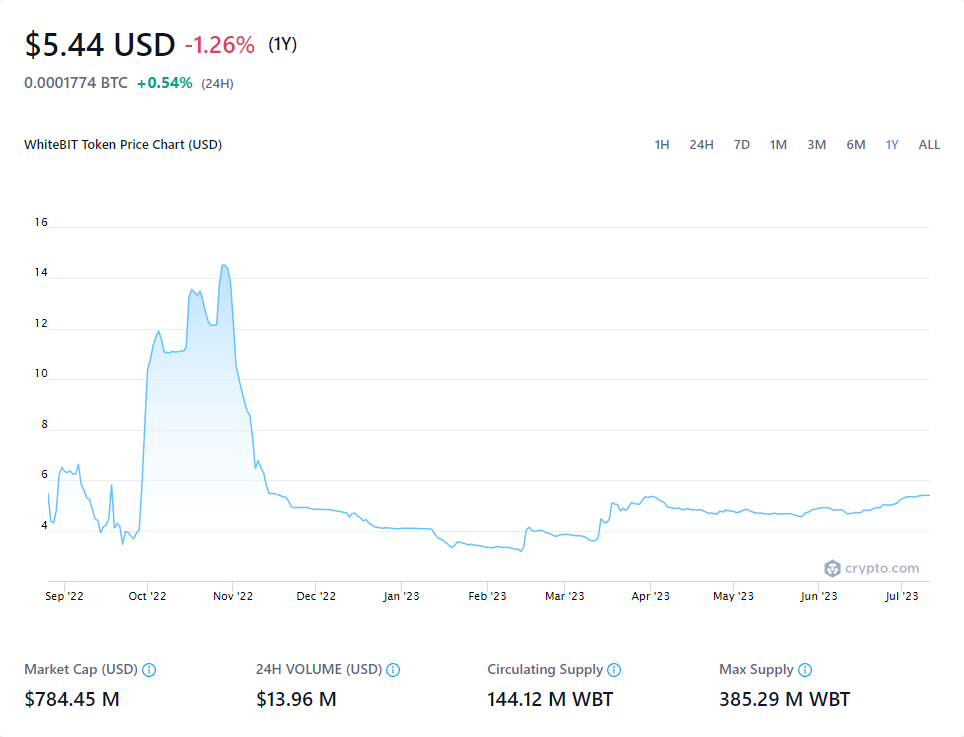 $5.44 USD -1.26% (1Y)
0.0001774 BTC +0.54% (24H)
WhiteBIT Token Price Chart (USD) 1H 24H 7D 1M 3M 6M 1Y ALL
16
14
12
10
8
6
4
crypto.com
Sep '22 Oct '22 Nov '22 Dec '22 Jan '23 Feb '23 Mar '23 Apr '23 May '23 Jun '23 Jul '23
Market Cap (USD) 24H VOLUME (USD) Circulating Supply Max Supply
$784.45 M $13.96 M 144.12 M WBT 385.29 M WBT